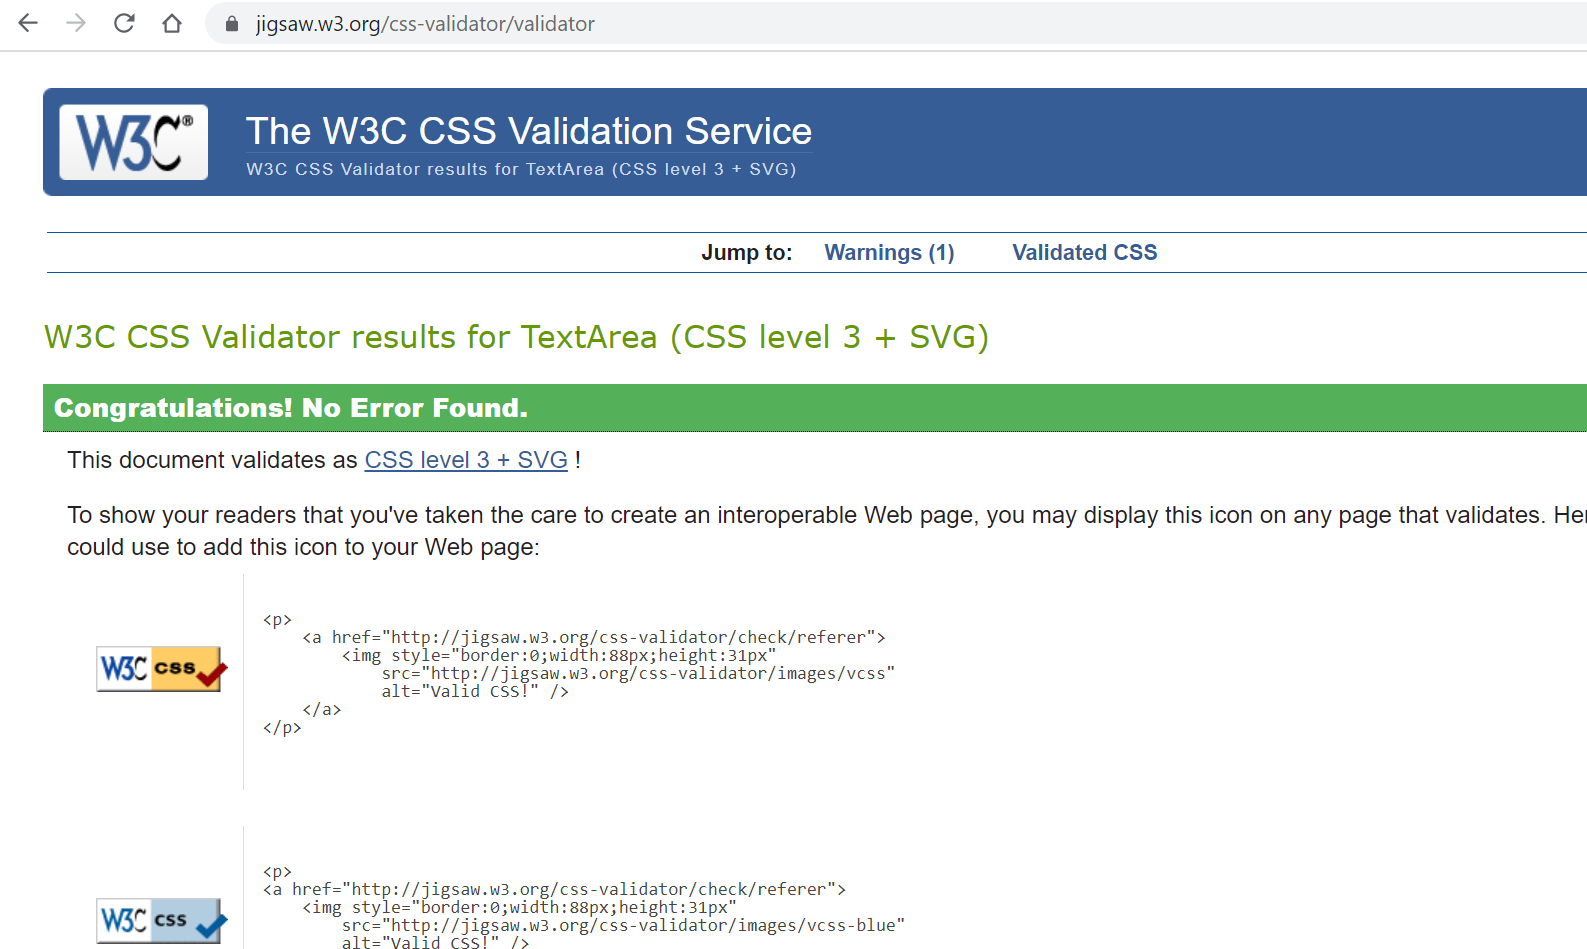 jigsaw.w3.org/css-validator/validator
W3C®
The W3C CSS Validation Service
W3C CSS Validator results for TextArea (CSS level 3 + SVG)
Jump to: Warnings (1) Validated CSS
W3C CSS Validator results for TextArea (CSS level 3 + SVG)
Congratulations! No Error Found.
This document validates as CSS level 3 + SVG !
To show your readers that you've taken the care to create an interoperable Web page, you may display this icon on any page that validates.
could use to add this icon to your Web page:
<p>
<a href="http://jigsaw.w3.org/css-validator/check/referer">
<img style="border:0;width:88px;height:31px"
W3C css
src="http://jigsaw.w3.org/css-validator/images/vcss"
alt="Valid CSS!" />
</a>
</p>
<p>
<a href="http://jigsaw.w3.org/css-validator/check/referer">
<img style="border:0;width:88px;height:31px"
W3C css
src="http://jigsaw.w3.org/css-validator/images/vcss-blue"
alt="Valid CSS!" />